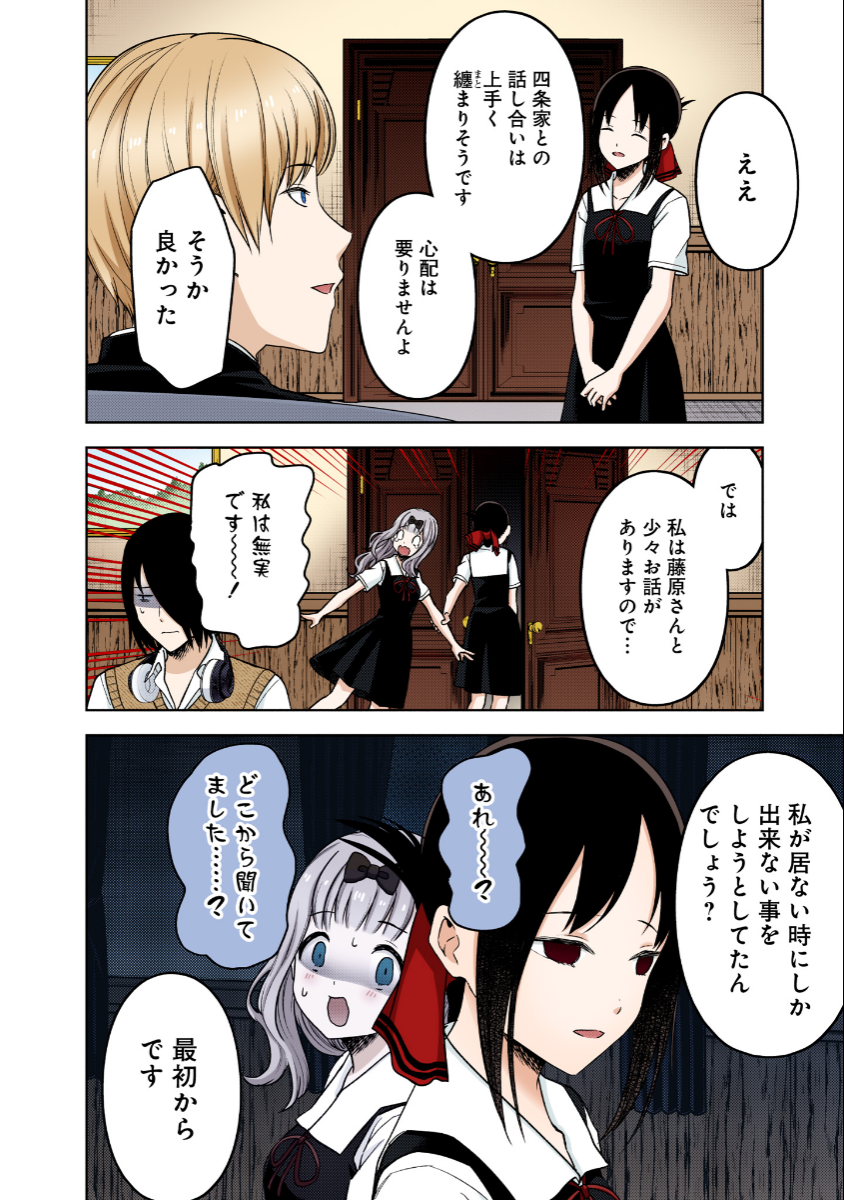 ええ
四条家との
話し合いは
上手く
纏まりそうです
まと
心配は
要りませんよ
そうか
良かった
では
私は藤原さんと
少々お話が
ありますので…
私は無実
です〜〜〜!
私が居ない時にしか
出来ない事を
しようとしてたん
でしょう?
あれ〜〜〜?
どこから聞いて
ました……?
最初から
です